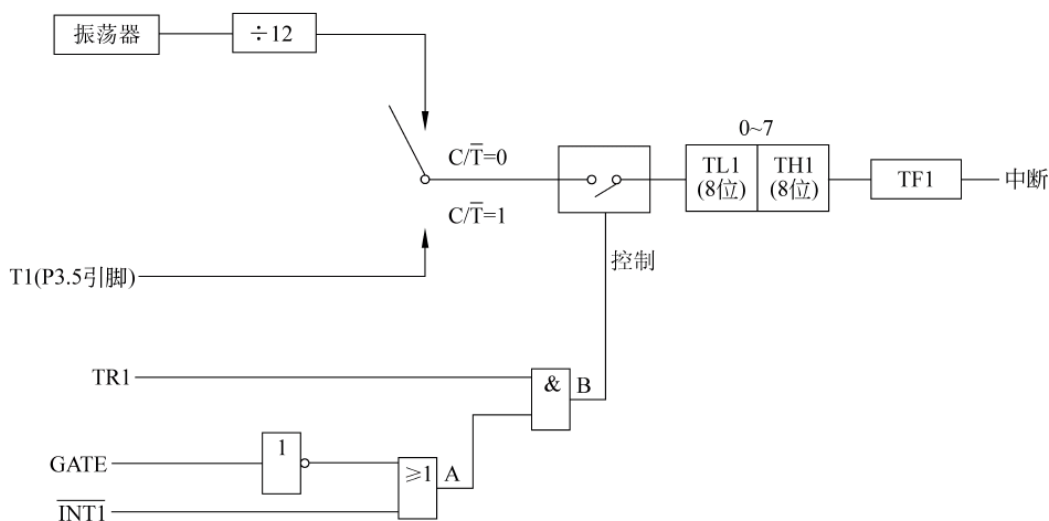 振荡器
÷12
C/T̅=0
C/T̅=1
T1(P3.5引脚)
0~7
TL1
(8位)
TH1
(8位)
TF1
中断
控制
TR1
&
B
GATE
1
≥1
A
I̅N̅T̅1̅